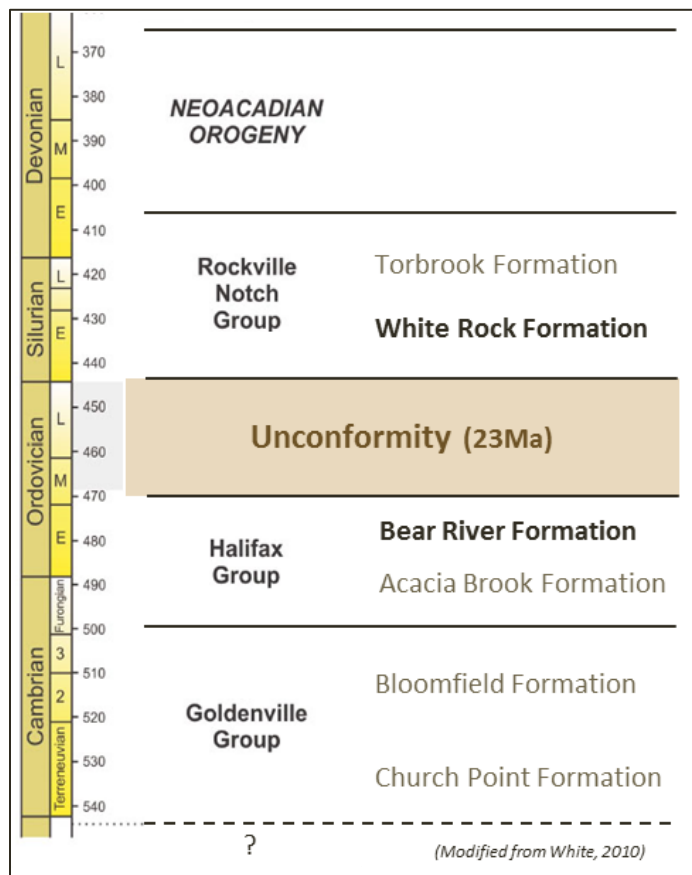 Devonian
L
M
E
Silurian
L
E
Ordovician
L
M
E
Cambrian
Furongian
3
2
Terreneuvian
370
380
390
400
410
420
430
440
450
460
470
480
490
500
510
520
530
540
NEOACADIAN
OROGENY
Rockville
Notch
Group
Torbrook Formation
White Rock Formation
Unconformity (23Ma)
Halifax
Group
Bear River Formation
Acacia Brook Formation
Goldenville
Group
Bloomfield Formation
Church Point Formation
?
(Modified from White, 2010)